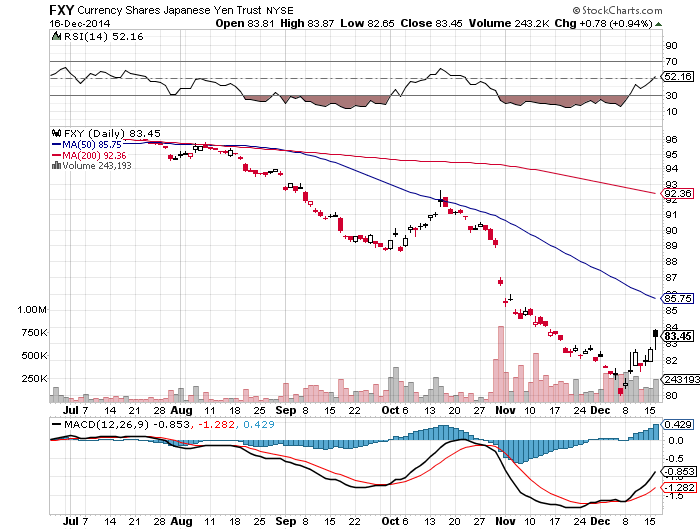 FXY Currency Shares Japanese Yen Trust NYSE © StockCharts.com
16-Dec-2014 Open 83.81 High 83.87 Low 82.65 Close 83.45 Volume 243.2K Chg +0.78 (+0.94%)
RSI(14) 52.16
90
70
52.16
30
10
FXY (Daily) 83.45
MA(50) 85.75
MA(200) 92.36
Volume 243,193
96
95
94
93
92.36
92
91
90
89
88
87
86
85.75
85
84
83.45
83
82
243193
80
1.00M
750K
500K
250K
Jul 7 14 21 28 Aug 11 18 25 Sep 8 15 22 Oct 6 13 20 27 Nov 10 17 24 Dec 8 15
MACD(12,26,9) -0.853, -1.282, 0.429
0.429
0.0
-0.5
-0.853
-1.282
-1.5
Jul 7 14 21 28 Aug 11 18 25 Sep 8 15 22 Oct 6 13 20 27 Nov 10 17 24 Dec 8 15